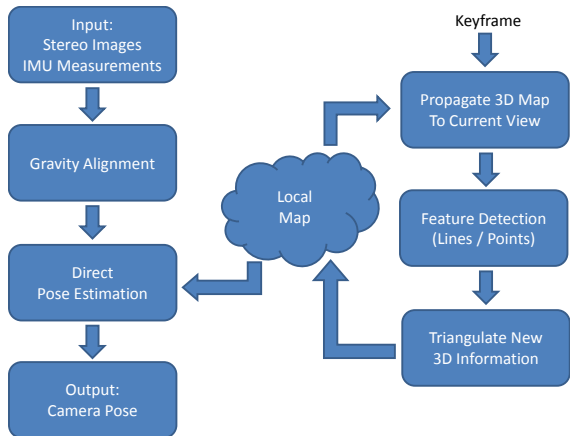 Input:
Stereo Images
IMU Measurements
Gravity Alignment
Direct
Pose Estimation
Output:
Camera Pose
Local
Map
Keyframe
Propagate 3D Map
To Current View
Feature Detection
(Lines / Points)
Triangulate New
3D Information